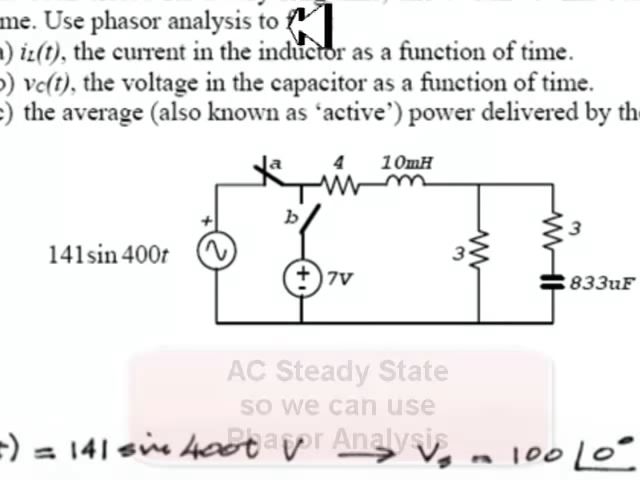 me. Use phasor analysis to
) iL(t), the current in the inductor as a function of time.
) vC(t), the voltage in the capacitor as a function of time.
) the average (also known as ‘active’) power delivered by the
a 4 10mH
b
141sin 400t
+
3
3
+
-
7V
833uF
AC Steady State
so we can use
Phasor Analysis
) = 141 sin 400t V → Vs = 100 ∠0°